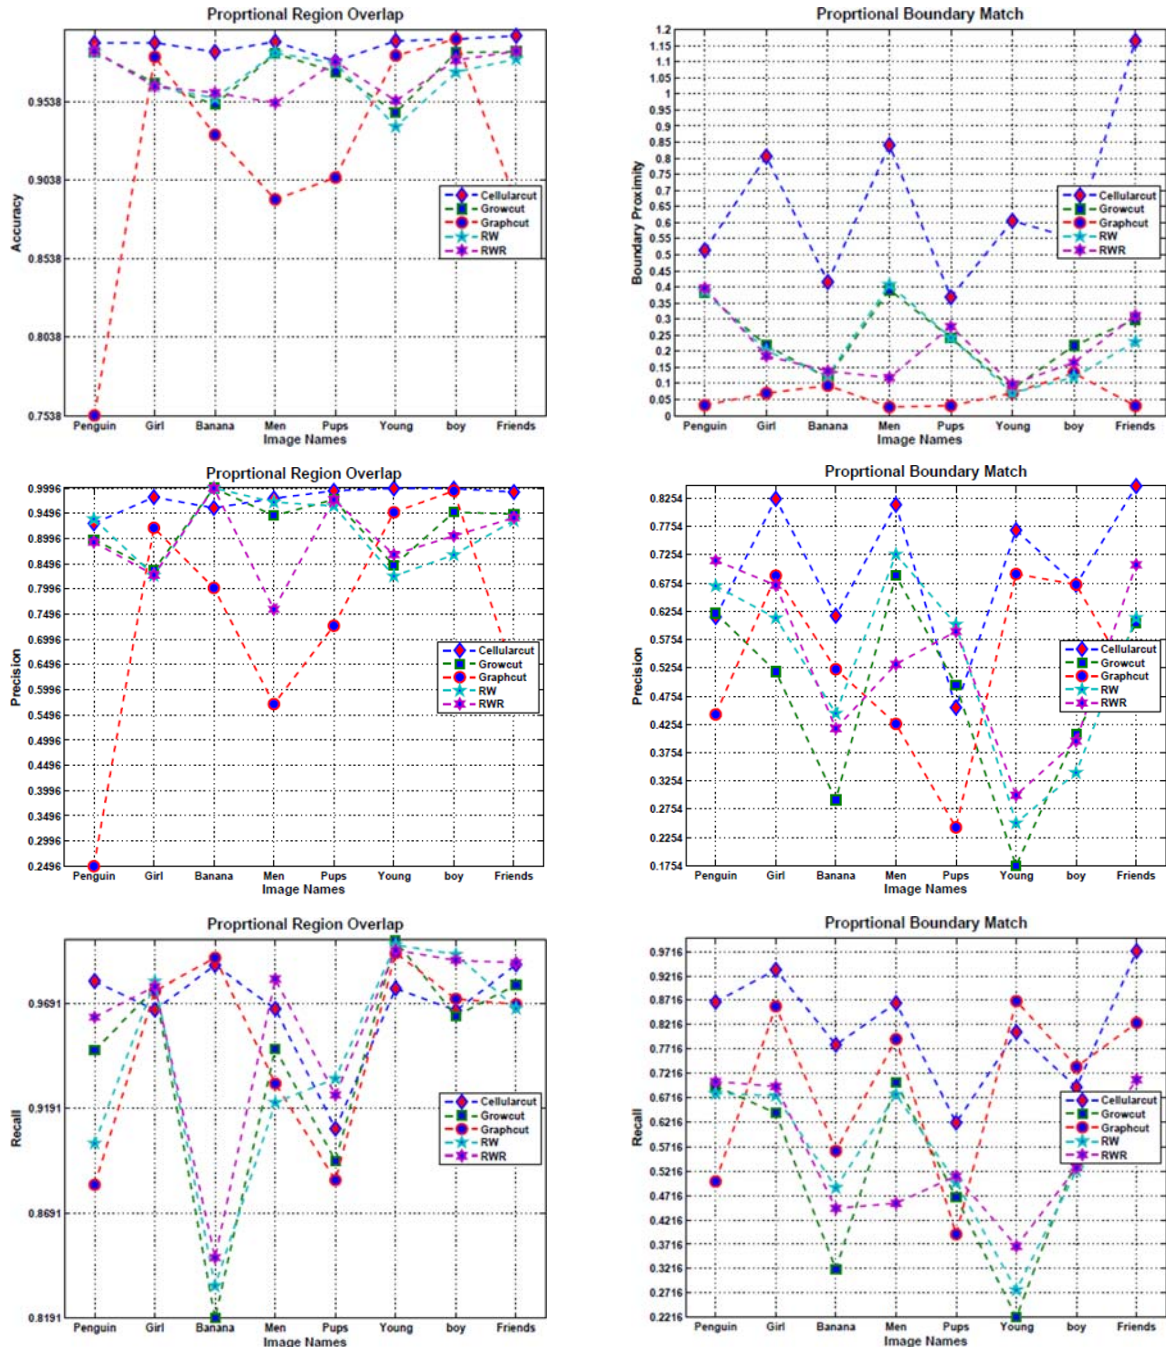 Proprtional Region Overlap
0.9538
0.9038
0.8538
0.8038
0.7538
Accuracy
Cellularcut
Growcut
Graphcut
RW
RWR
Penguin Girl Banana Men Pups Young boy Friends
Image Names
Proprtional Boundary Match
1.2
1.15
1.1
1.05
1
0.95
0.9
0.85
0.8
0.75
0.7
0.65
0.6
0.55
0.5
0.45
0.4
0.35
0.3
0.25
0.2
0.15
0.1
0.05
0
Boundary Proximity
Cellularcut
Growcut
Graphcut
RW
RWR
Penguin Girl Banana Men Pups Young boy Friends
Image Names
Proprtional Region Overlap
0.9996
0.9496
0.8996
0.8496
0.7996
0.7496
0.6996
0.6496
0.5996
0.5496
0.4996
0.4496
0.3996
0.3496
0.2996
0.2496
Precision
Cellularcut
Growcut
Graphcut
RW
RWR
Penguin Girl Banana Men Pups Young boy Friends
Image Names
Proprtional Boundary Match
0.8254
0.7754
0.7254
0.6754
0.6254
0.5754
0.5254
0.4754
0.4254
0.3754
0.3254
0.2754
0.2254
0.1754
Precision
Cellularcut
Growcut
Graphcut
RW
RWR
Penguin Girl Banana Men Pups Young boy Friends
Image Names
Proprtional Region Overlap
0.9691
0.9191
0.8691
0.8191
Recall
Cellularcut
Growcut
Graphcut
RW
RWR
Penguin Girl Banana Men Pups Young boy Friends
Image Names
Proprtional Boundary Match
0.9716
0.9216
0.8716
0.8216
0.7716
0.7216
0.6716
0.6216
0.5716
0.5216
0.4716
0.4216
0.3716
0.3216
0.2716
0.2216
Recall
Cellularcut
Growcut
Graphcut
RW
RWR
Penguin Girl Banana Men Pups Young boy Friends
Image Names